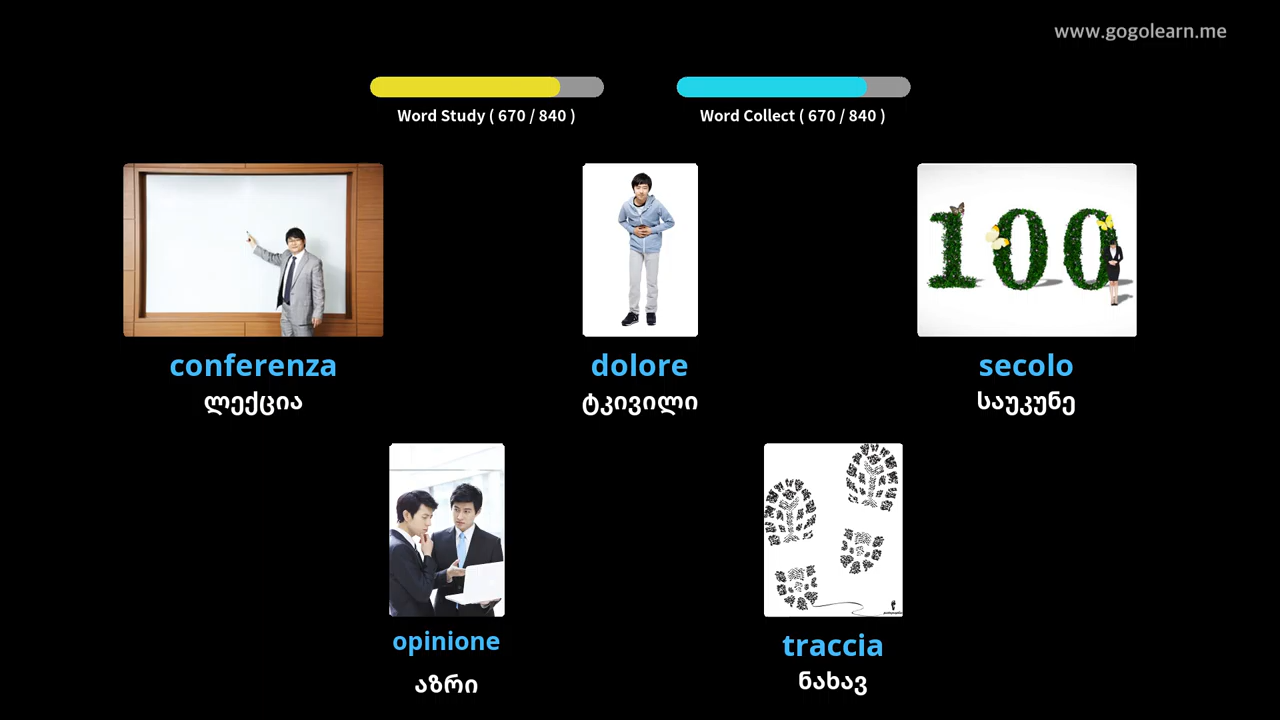 www.gogolearn.me
Word Study ( 670 / 840 )
Word Collect ( 670 / 840 )
conferenza
ლექცია
dolore
ტკივილი
secolo
საუკუნე
opinione
აზრი
traccia
ნახავ